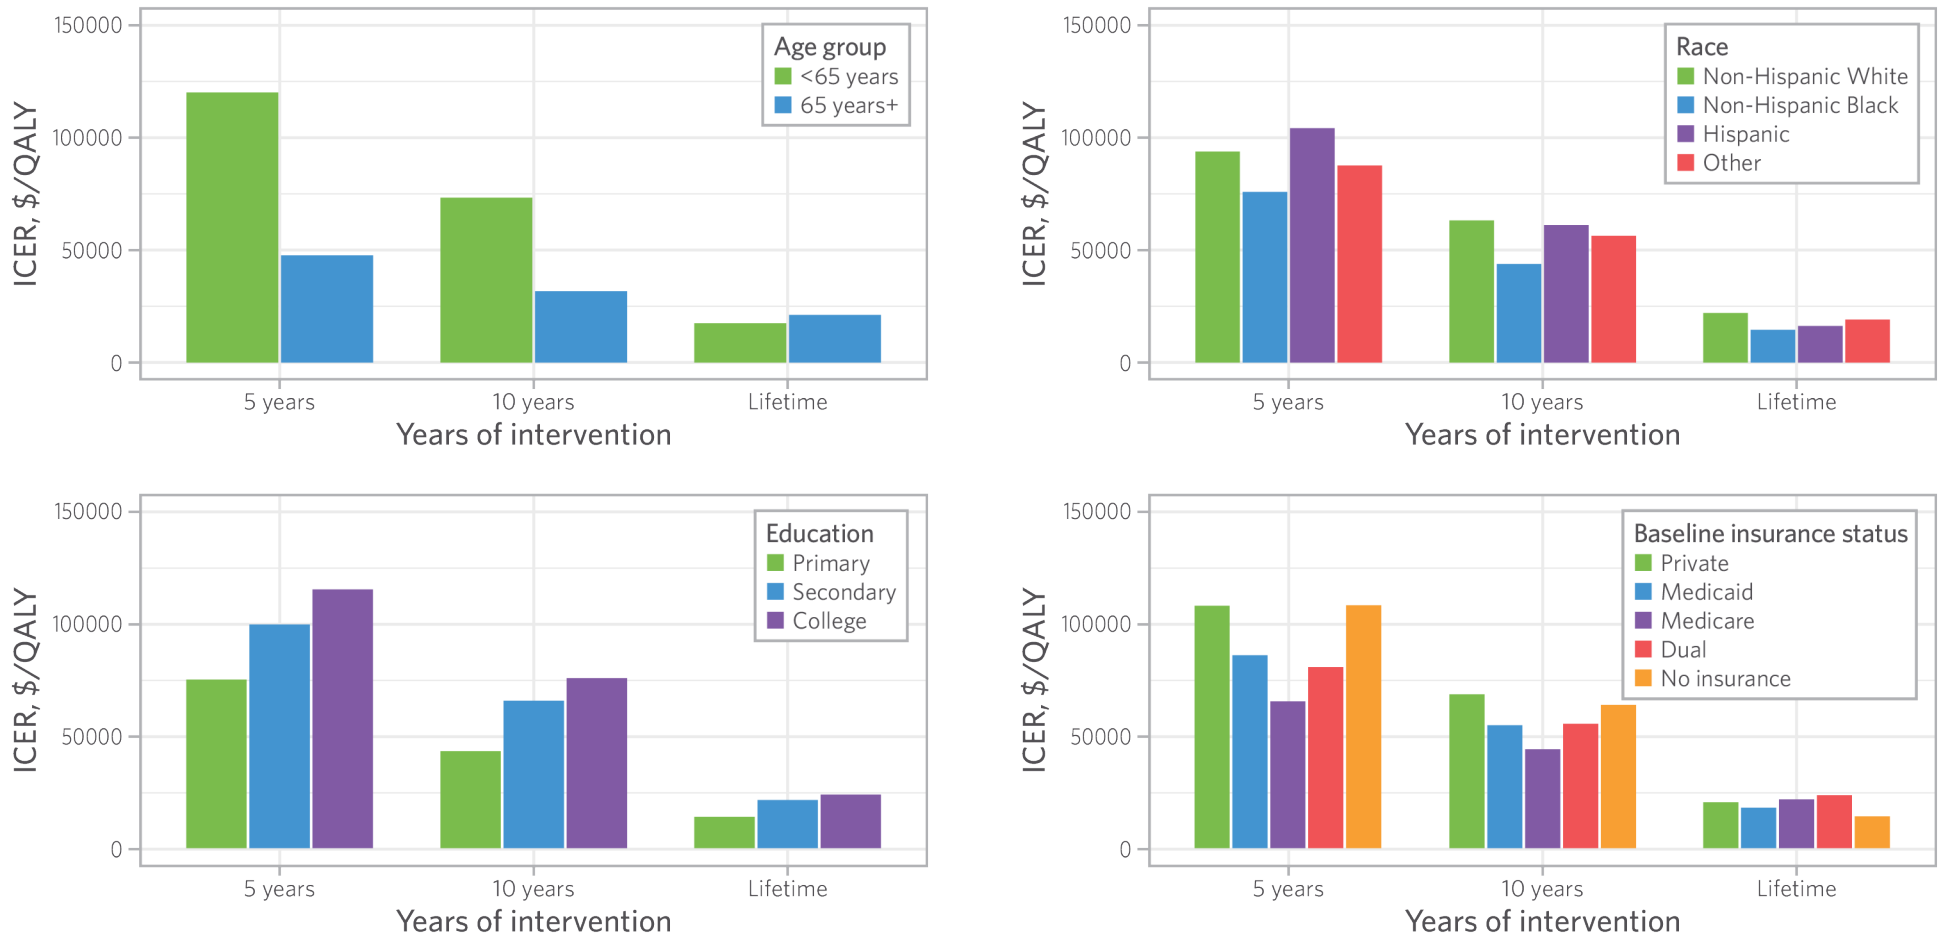 150000
100000
50000
0
ICER, $/QALY
Age group
<65 years
65 years+
5 years
10 years
Lifetime
Years of intervention
150000
100000
50000
0
ICER, $/QALY
Race
Non-Hispanic White
Non-Hispanic Black
Hispanic
Other
5 years
10 years
Lifetime
Years of intervention
150000
100000
50000
0
ICER, $/QALY
Education
Primary
Secondary
College
5 years
10 years
Lifetime
Years of intervention
150000
100000
50000
0
ICER, $/QALY
Baseline insurance status
Private
Medicaid
Medicare
Dual
No insurance
5 years
10 years
Lifetime
Years of intervention